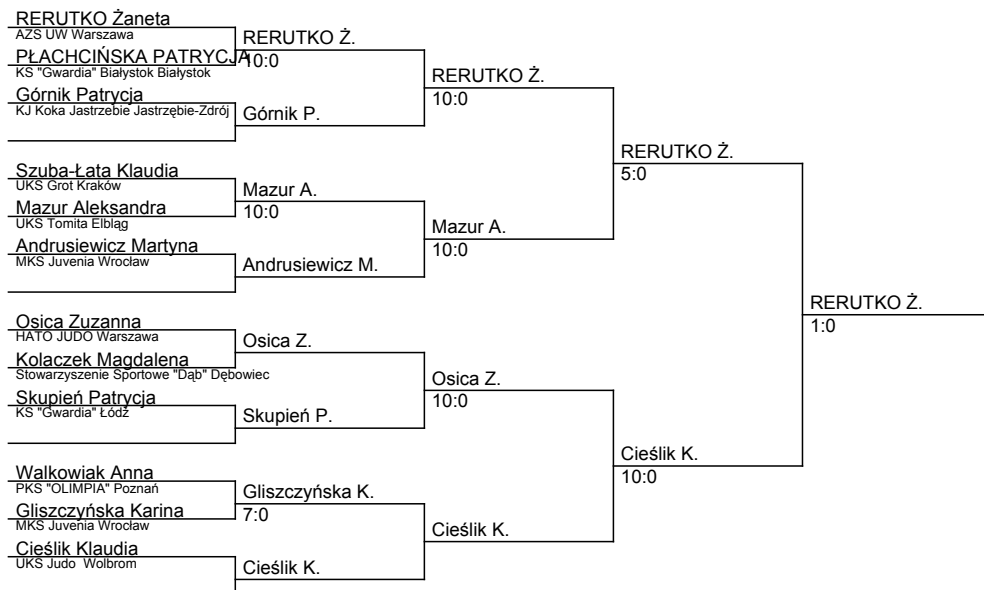 RERUTKO Żaneta
AZS UW Warszawa
RERUTKO Ż.
PŁACHCIŃSKA PATRYCJA
10:0
KS "Gwardia" Białystok Białystok
RERUTKO Ż.
10:0
Górnik Patrycja
KJ Koka Jastrzebie Jastrzębie-Zdrój
Górnik P.
RERUTKO Ż.
5:0
Szuba-Łata Klaudia
UKS Grot Kraków
Mazur A.
10:0
Mazur Aleksandra
UKS Tomita Elbląg
Mazur A.
10:0
Andrusiewicz Martyna
MKS Juvenia Wrocław
Andrusiewicz M.
RERUTKO Ż.
1:0
Osica Zuzanna
HATO JUDO Warszawa
Osica Z.
Kolaczek Magdalena
Stowarzyszenie Sportowe "Dąb" Dębowiec
Osica Z.
10:0
Skupień Patrycja
KS "Gwardia" Łódź
Skupień P.
Cieślik K.
10:0
Walkowiak Anna
PKS "OLIMPIA" Poznań
Gliszczyńska K.
7:0
Gliszczyńska Karina
MKS Juvenia Wrocław
Cieślik K.
Cieślik Klaudia
UKS Judo  Wolbrom
Cieślik K.